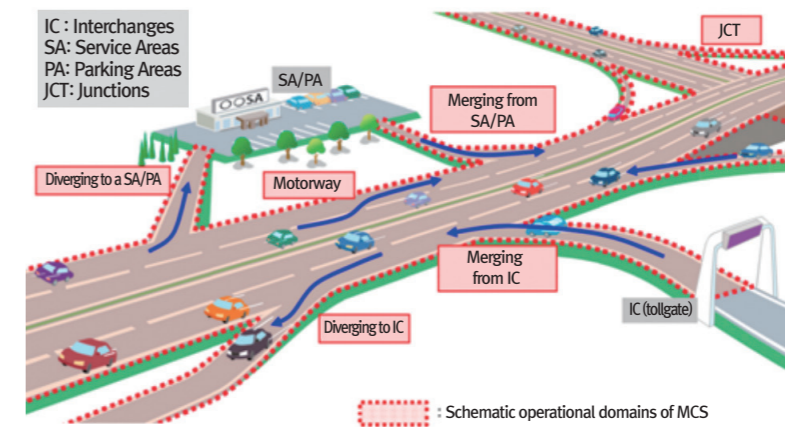 IC : Interchanges
SA: Service Areas
PA: Parking Areas
JCT: Junctions
JCT
SA/PA
OOSA
Merging from
SA/PA
Diverging to a SA/PA
Motorway
Merging
from IC
IC (tollgate)
Diverging to IC
: Schematic operational domains of MCS